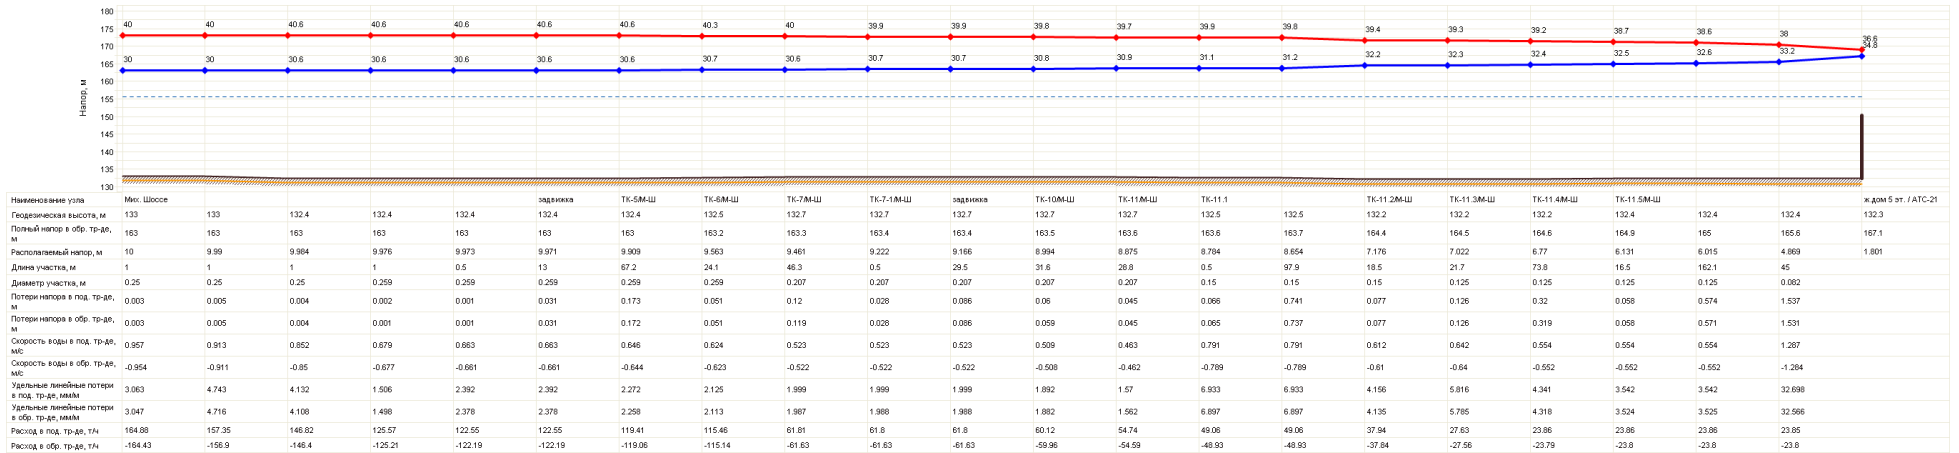 180
40 40 40.6 40.6 40.6 40.6 40.6 40.3 40 39.9 39.9 39.8 39.7 39.9 39.8 39.4 39.3 39.2 38.7 38.6 38 36.6
175
170
30 30 30.6 30.6 30.6 30.6 30.6 30.7 30.6 30.7 30.7 30.8 30.9 31.1 31.2 32.2 32.3 32.4 32.5 32.6 33.2 34.8
165
160
155
150
145
140
135
130
Напор, м
Наименование узла Мих. Шоссе задвижка ТК-5/М-Ш ТК-6/М-Ш ТК-7/М-Ш ТК-7-1/М-Ш задвижка ТК-10/М-Ш ТК-11/М-Ш ТК-11.1 ТК-11.2/М-Ш ТК-11.3/М-Ш ТК-11.4/М-Ш ТК-11.5/М-Ш ж.дом 5 эт. / АТС-21
Геодезическая высота, м 133 133 132.4 132.4 132.4 132.4 132.4 132.5 132.7 132.7 132.7 132.7 132.7 132.5 132.5 132.2 132.2 132.2 132.4 132.4 132.4 132.3
Полный напор в обр. тр-де, м 163 163 163 163 163 163 163 163.2 163.3 163.4 163.4 163.5 163.6 163.6 163.7 164.4 164.5 164.6 164.9 165 165.6 167.1
Располагаемый напор, м 10 9.99 9.984 9.976 9.973 9.971 9.909 9.563 9.461 9.222 9.166 8.994 8.875 8.784 8.654 7.176 7.022 6.77 6.131 6.015 4.869 1.801
Длина участка, м 1 1 1 1 0.5 13 67.2 24.1 46.3 0.5 29.5 31.6 28.8 0.5 97.9 18.5 21.7 73.8 16.5 162.1 45
Диаметр участка, м 0.25 0.25 0.25 0.259 0.259 0.259 0.259 0.259 0.207 0.207 0.207 0.207 0.207 0.15 0.15 0.15 0.125 0.125 0.125 0.125 0.082
Потери напора в под. тр-де, м 0.003 0.005 0.004 0.002 0.001 0.031 0.173 0.051 0.12 0.028 0.086 0.06 0.045 0.066 0.741 0.077 0.126 0.32 0.058 0.574 1.537
Потери напора в обр. тр-де, м 0.003 0.005 0.004 0.001 0.001 0.031 0.172 0.051 0.119 0.028 0.086 0.059 0.045 0.065 0.737 0.077 0.126 0.319 0.058 0.571 1.531
Скорость воды в под. тр-де, м/с 0.957 0.913 0.852 0.679 0.663 0.663 0.646 0.624 0.523 0.523 0.523 0.509 0.463 0.791 0.791 0.612 0.642 0.554 0.554 0.554 1.287
Скорость воды в обр. тр-де, м/с -0.954 -0.911 -0.85 -0.677 -0.661 -0.661 -0.644 -0.623 -0.522 -0.522 -0.522 -0.508 -0.462 -0.789 -0.789 -0.61 -0.64 -0.552 -0.552 -0.552 -1.284
Удельные линейные потери в под. тр-де, мм/м 3.063 4.743 4.132 1.506 2.392 2.392 2.272 2.125 1.999 1.999 1.999 1.892 1.57 6.933 6.933 4.156 5.816 4.341 3.542 3.542 32.698
Удельные линейные потери в обр. тр-де, мм/м 3.047 4.716 4.108 1.498 2.378 2.378 2.258 2.113 1.987 1.988 1.988 1.882 1.562 6.897 6.897 4.135 5.785 4.318 3.524 3.525 32.566
Расход в под. тр-де, т/ч 164.88 157.35 146.82 125.57 122.55 122.55 119.41 115.46 61.81 61.8 61.8 60.12 54.74 49.06 49.06 37.94 27.63 23.86 23.86 23.86 23.85
Расход в обр. тр-де, т/ч -164.43 -156.9 -146.4 -125.21 -122.19 -122.19 -119.06 -115.14 -61.63 -61.63 -61.63 -59.96 -54.59 -48.93 -48.93 -37.84 -27.56 -23.79 -23.8 -23.8 -23.8